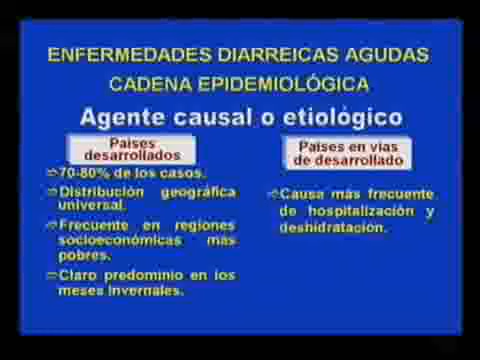 ENFERMEDADES DIARREICAS AGUDAS
CADENA EPIDEMIOLÓGICA
Agente causal o etiológico
Países
desarrollados
⇨70-80% de los casos.
⇨Distribución geográfica
universal.
⇨Frecuente en regiones
socioeconómicas mas
pobres.
⇨Claro predominio en los
meses invernales.
Países en vías
de desarrollado
⇨Causa más frecuente
de hospitalización y
deshidratación.